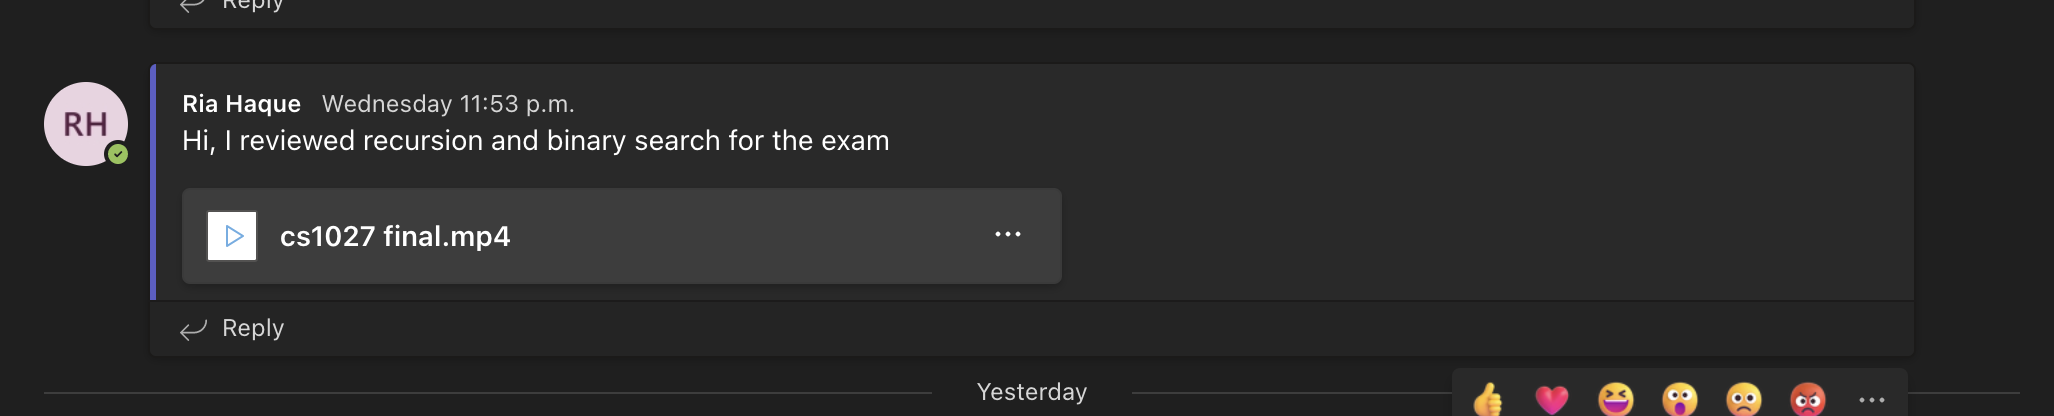 Reply
RH
Ria Haque Wednesday 11:53 p.m.
Hi, I reviewed recursion and binary search for the exam
cs1027 final.mp4
Reply
Yesterday